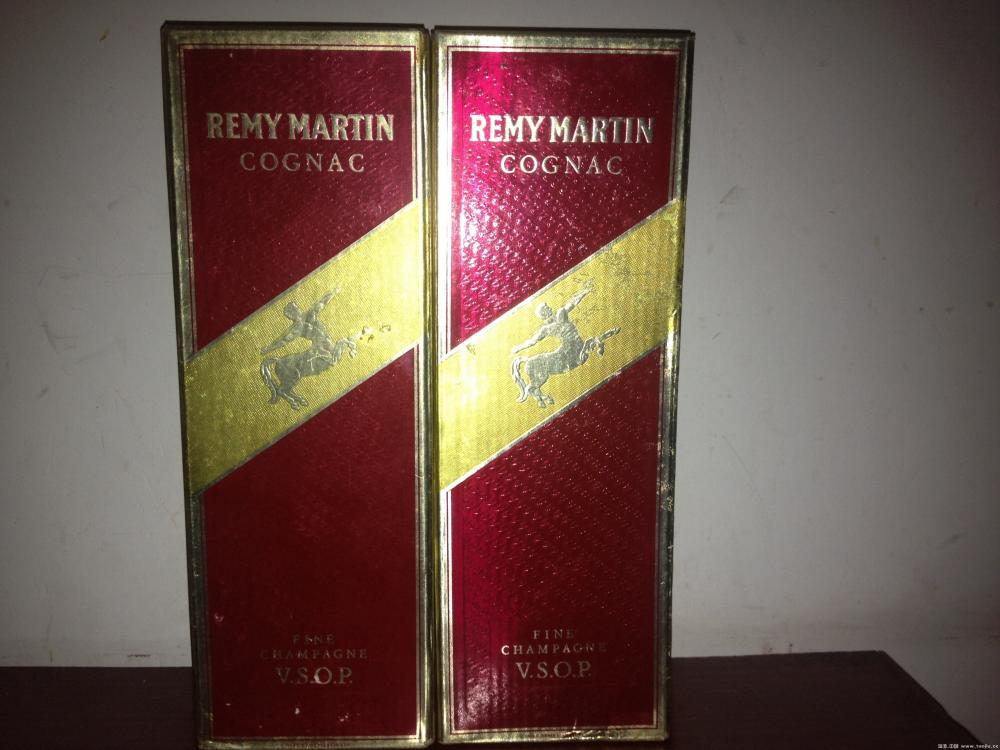 REMY MARTIN
COGNAC
FINE
CHAMPAGNE
V.S.O.P.
REMY MARTIN
COGNAC
FINE
CHAMPAGNE
V.S.O.P.